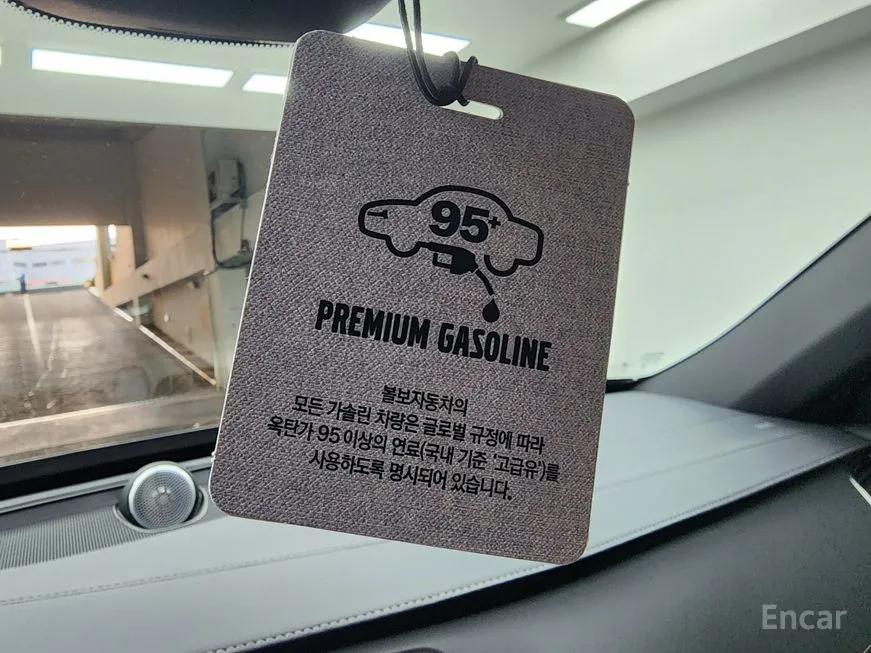 95+
PREMIUM GASOLINE
볼보자동차의
모든 가솔린 차량은 글로벌 규정에 따라
옥탄가 95 이상의 연료(국내 기준 '고급유')를
사용하도록 명시되어 있습니다.
Encar